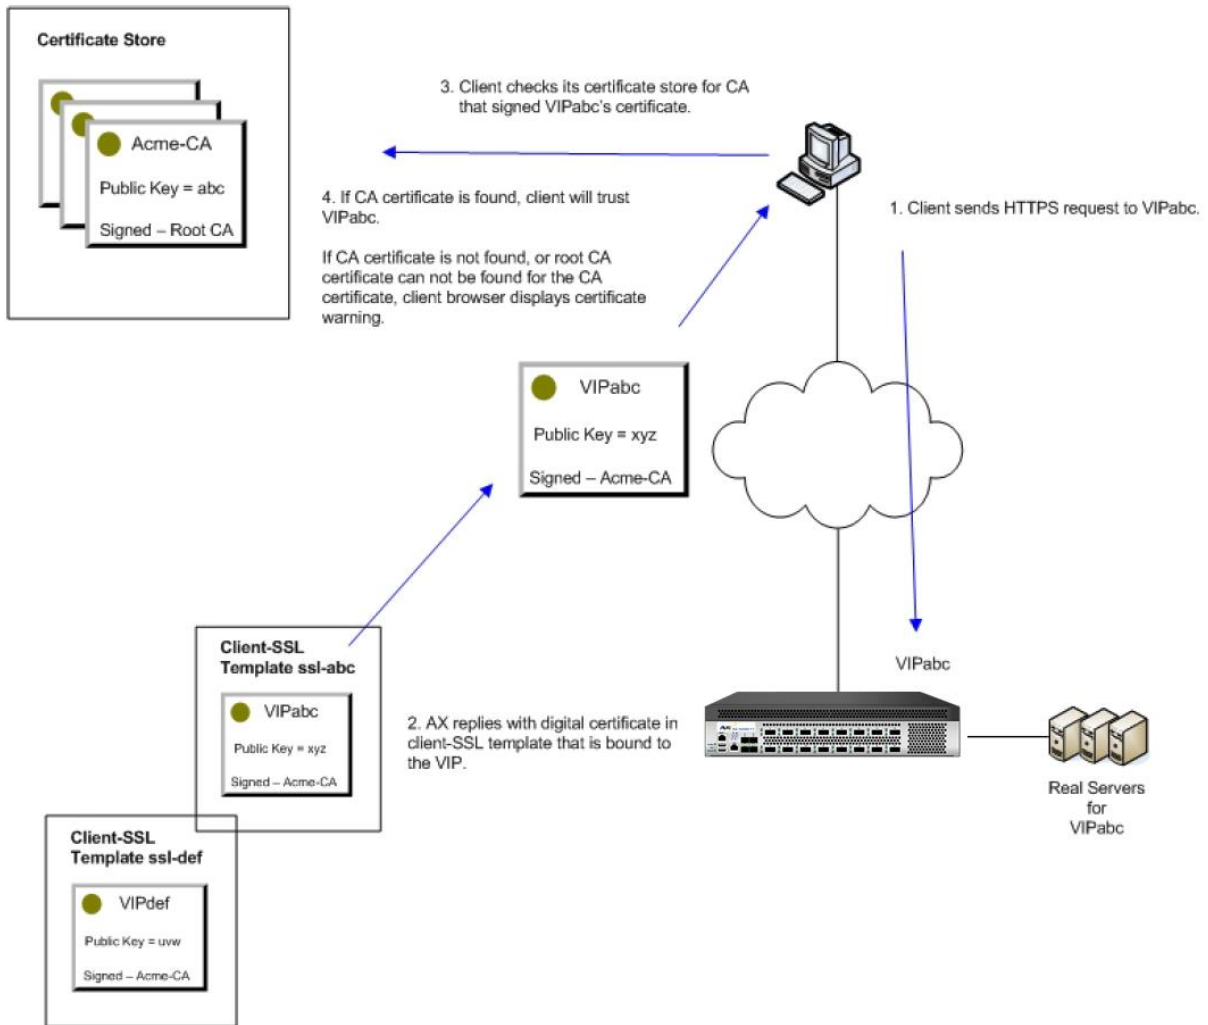 Certificate Store
Acme-CA
Public Key = abc
Signed – Root CA
3. Client checks its certificate store for CA
that signed VIPabc's certificate.
4. If CA certificate is found, client will trust
VIPabc.
If CA certificate is not found, or root CA
certificate can not be found for the CA
certificate, client browser displays certificate
warning.
1. Client sends HTTPS request to VIPabc.
VIPabc
Public Key = xyz
Signed – Acme-CA
Client-SSL
Template ssl-abc
VIPabc
Public Key = xyz
Signed – Acme-CA
2. AX replies with digital certificate in
client-SSL template that is bound to
the VIP.
VIPabc
AX
Real Servers
for
VIPabc
Client-SSL
Template ssl-def
VIPdef
Public Key = uvw
Signed – Acme-CA